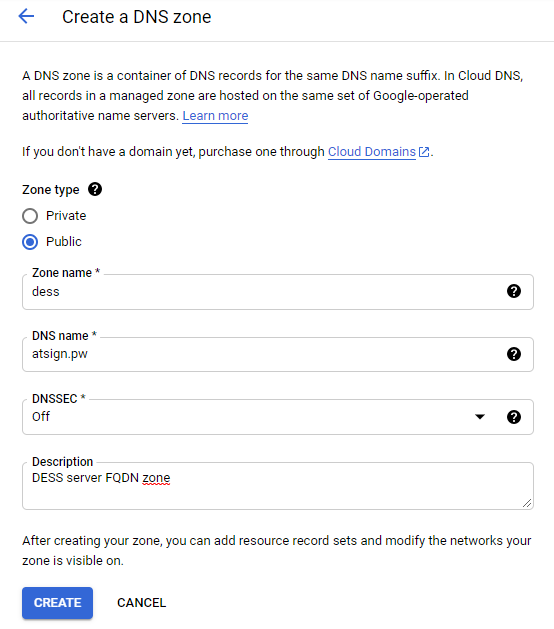 Create a DNS zone
A DNS zone is a container of DNS records for the same DNS name suffix. In Cloud DNS,
all records in a managed zone are hosted on the same set of Google-operated
authoritative name servers. Learn more
If you don't have a domain yet, purchase one through Cloud Domains.
Zone type
Private
Public
Zone name *
dess
DNS name *
atsign.pw
DNSSEC *
Off
Description
DESS server FQDN zone
After creating your zone, you can add resource record sets and modify the networks your
zone is visible on.
CREATE CANCEL